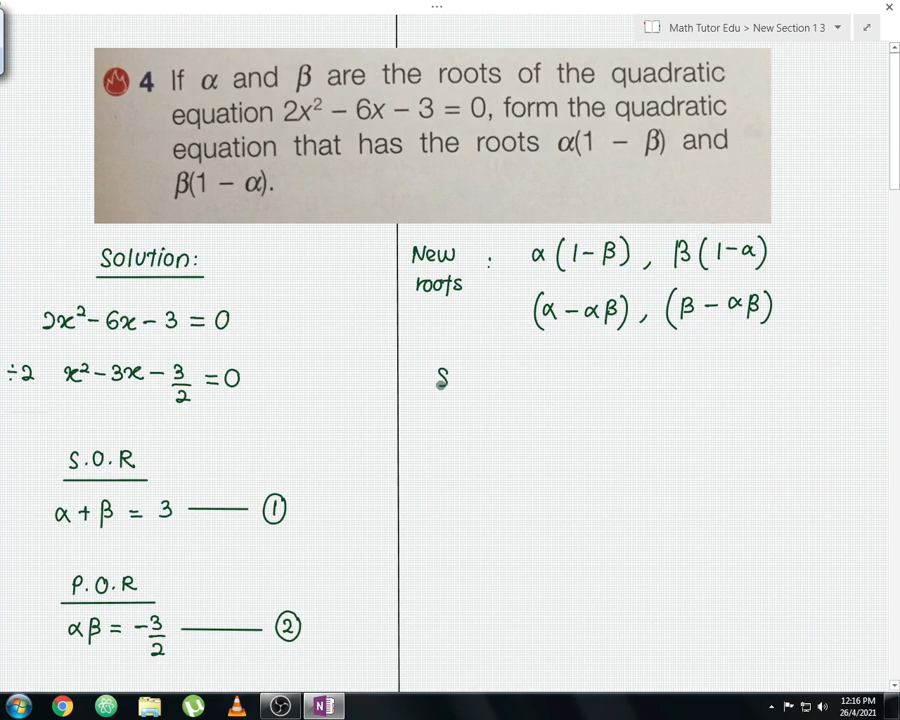 Math Tutor Edu > New Section 1 3
4 If α and β are the roots of the quadratic
equation 2x² − 6x − 3 = 0, form the quadratic
equation that has the roots α(1 − β) and
β(1 − α).
Solution:
2x² − 6x − 3 = 0
÷2 x² − 3x − 3/2 = 0
S.O.R
α + β = 3 —— ①
P.O.R
αβ = −3/2 —— ②
New roots : α(1−β), β(1−α)
(α − αβ), (β − αβ)
S
12:16 PM
26/4/2021